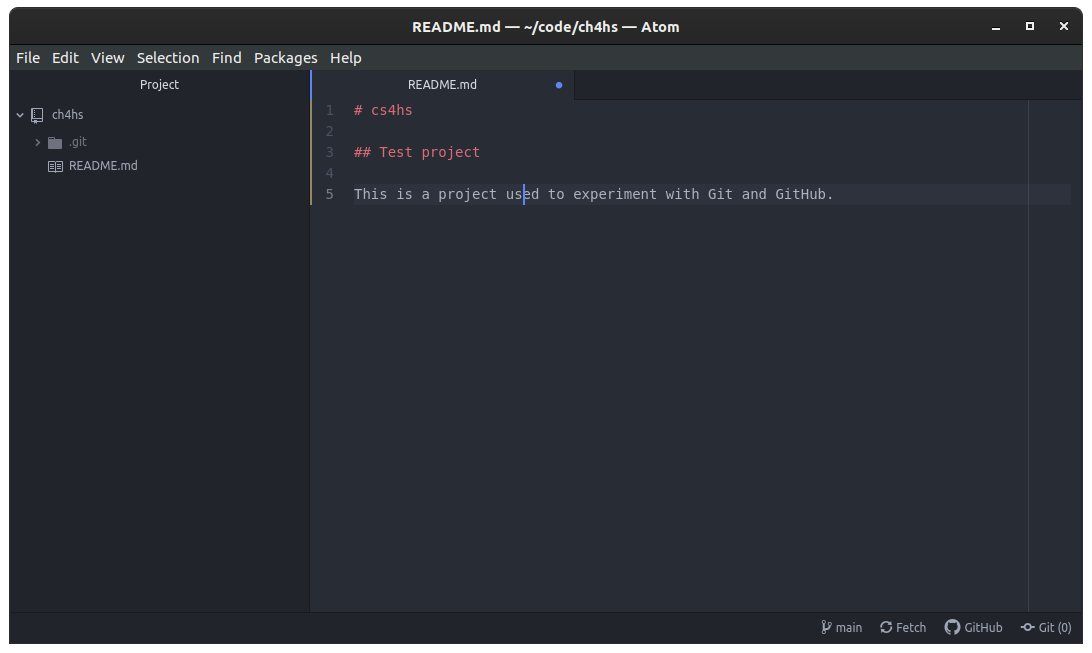 README.md — ~/code/ch4hs — Atom
File Edit View Selection Find Packages Help
Project
ch4hs
.git
README.md
README.md
1 # cs4hs
2
3 ## Test project
4
5 This is a project used to experiment with Git and GitHub.
main Fetch GitHub Git (0)